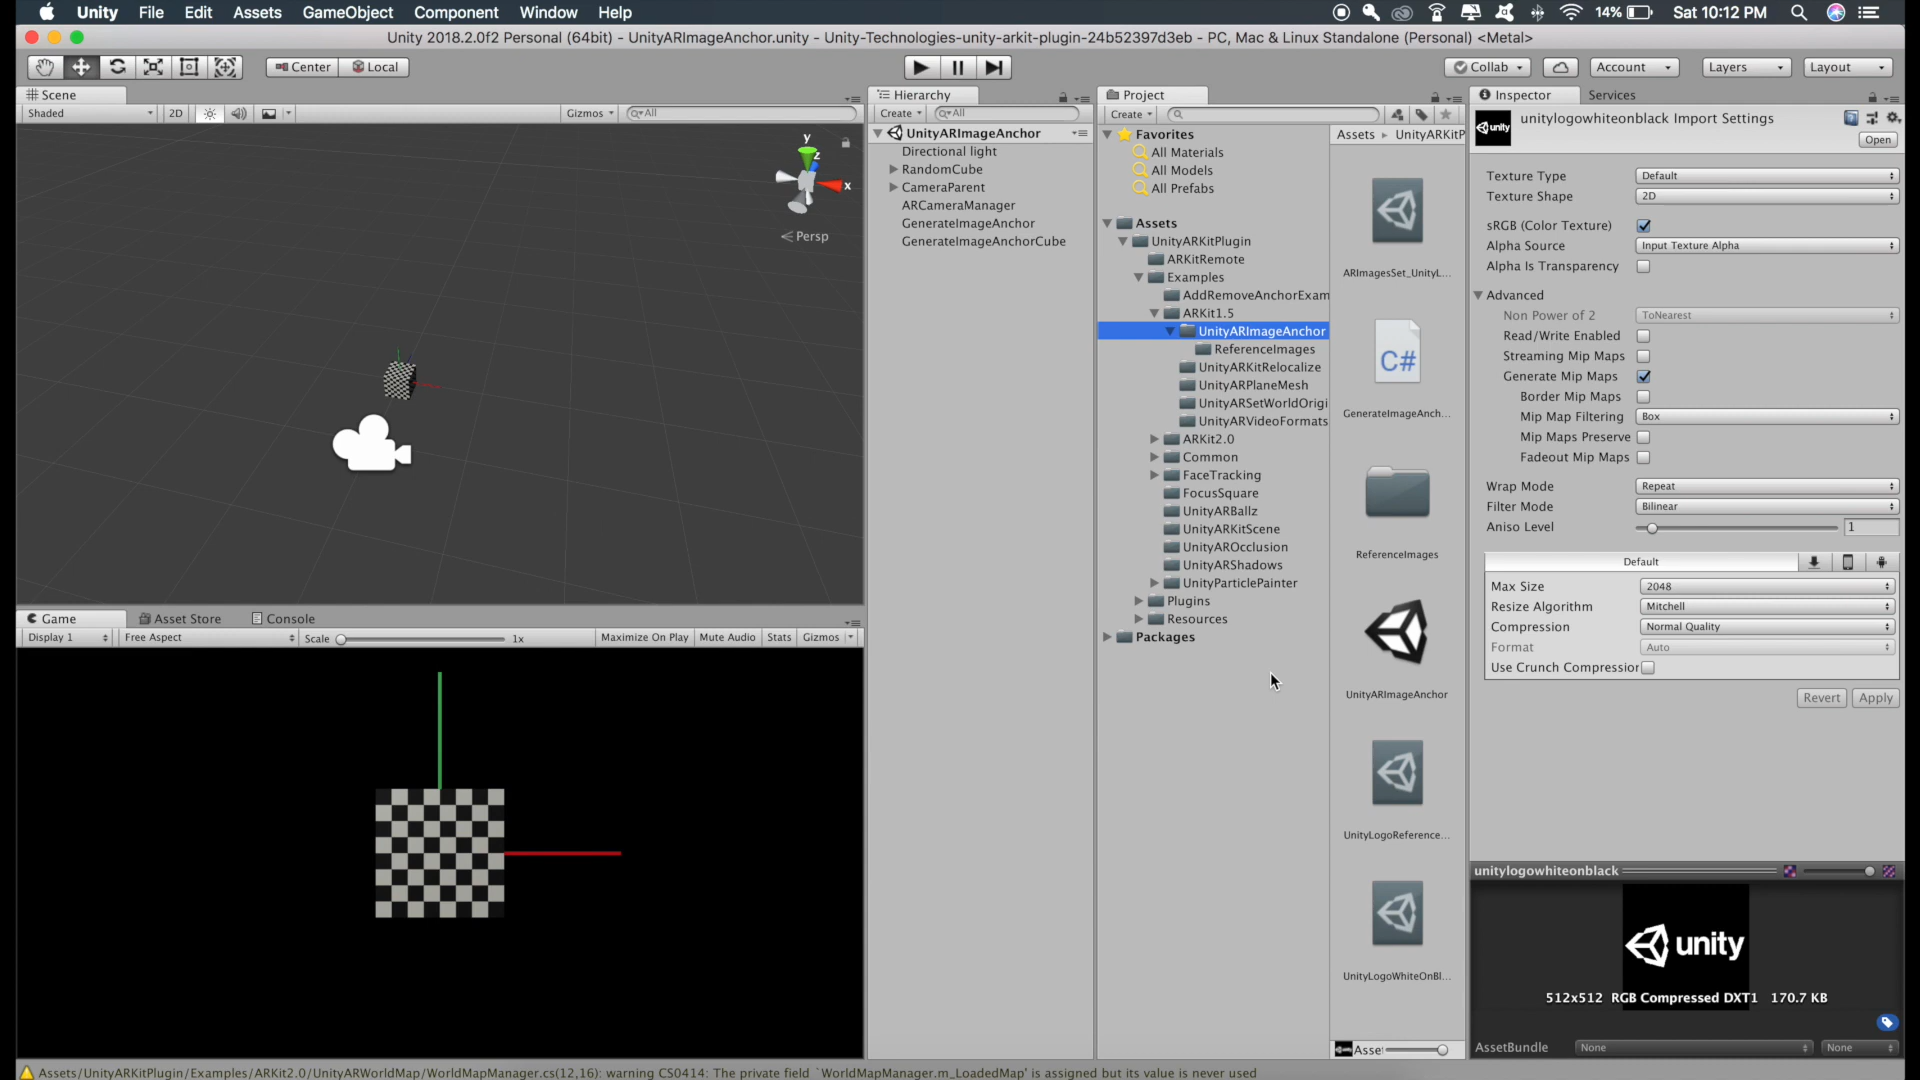 Unity File Edit Assets GameObject Component Window Help 14% Sat 10:12 PM
Unity 2018.2.0f2 Personal (64bit) - UnityARImageAnchor.unity - Unity-Technologies-unity-arkit-plugin-24b52397d3eb - PC, Mac & Linux Standalone (Personal) <Metal>
Center Local Collab Account Layers Layout
Scene
Shaded 2D Gizmos All
y
z
x
Persp
Game Asset Store Console
Display 1 Free Aspect Scale 1x Maximize On Play Mute Audio Stats Gizmos
Hierarchy
Create All
UnityARImageAnchor
Directional light
RandomCube
CameraParent
ARCameraManager
GenerateImageAnchor
GenerateImageAnchorCube
Project
Create
Favorites
All Materials
All Models
All Prefabs
Assets
UnityARKitPlugin
ARKitRemote
Examples
AddRemoveAnchorExam
ARKit1.5
UnityARImageAnchor
ReferenceImages
UnityARKitRelocalize
UnityARPlaneMesh
UnityARSetWorldOrigi
UnityARVideoFormats
ARKit2.0
Common
FaceTracking
FocusSquare
UnityARBallz
UnityARKitScene
UnityAROcclusion
UnityARShadows
UnityParticlePainter
Plugins
Resources
Packages
Assets UnityARKitP
ARImagesSet_UnityL...
C#
GenerateImageAnch...
ReferenceImages
UnityARImageAnchor
UnityLogoReference...
UnityLogoWhiteOnBl...
Asse
Inspector Services
unity
unitylogowhiteonblack Import Settings
Open
Texture Type Default
Texture Shape 2D
sRGB (Color Texture)
Alpha Source Input Texture Alpha
Alpha Is Transparency
Advanced
Non Power of 2 ToNearest
Read/Write Enabled
Streaming Mip Maps
Generate Mip Maps
Border Mip Maps
Mip Map Filtering Box
Mip Maps Preserve
Fadeout Mip Maps
Wrap Mode Repeat
Filter Mode Bilinear
Aniso Level 1
Default
Max Size 2048
Resize Algorithm Mitchell
Compression Normal Quality
Format Auto
Use Crunch Compression
Revert Apply
unitylogowhiteonblack
unity
512x512 RGB Compressed DXT1 170.7 KB
AssetBundle None None
Assets/UnityARKitPlugin/Examples/ARKit2.0/UnityARWorldMap/WorldMapManager.cs(12,16): warning CS0414: The private field `WorldMapManager.m_LoadedMap' is assigned but its value is never used